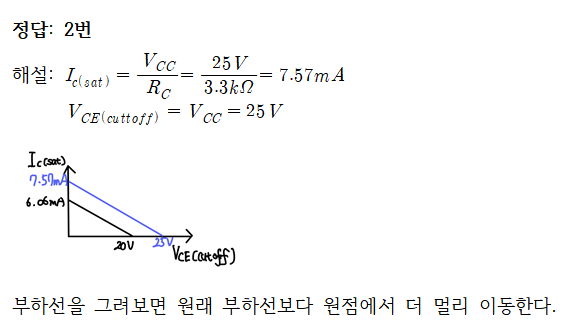 정답: 2번
해설: I_{c(sat)} = \frac{V_{CC}}{R_C} = \frac{25V}{3.3kΩ} = 7.57mA
V_{CE(cuttoff)} = V_{CC} = 25V
I_{C(sat)}
7.57mA
6.06mA
20V 25V
V_{CE(cutoff)}
부하선을 그려보면 원래 부하선보다 원점에서 더 멀리 이동한다.